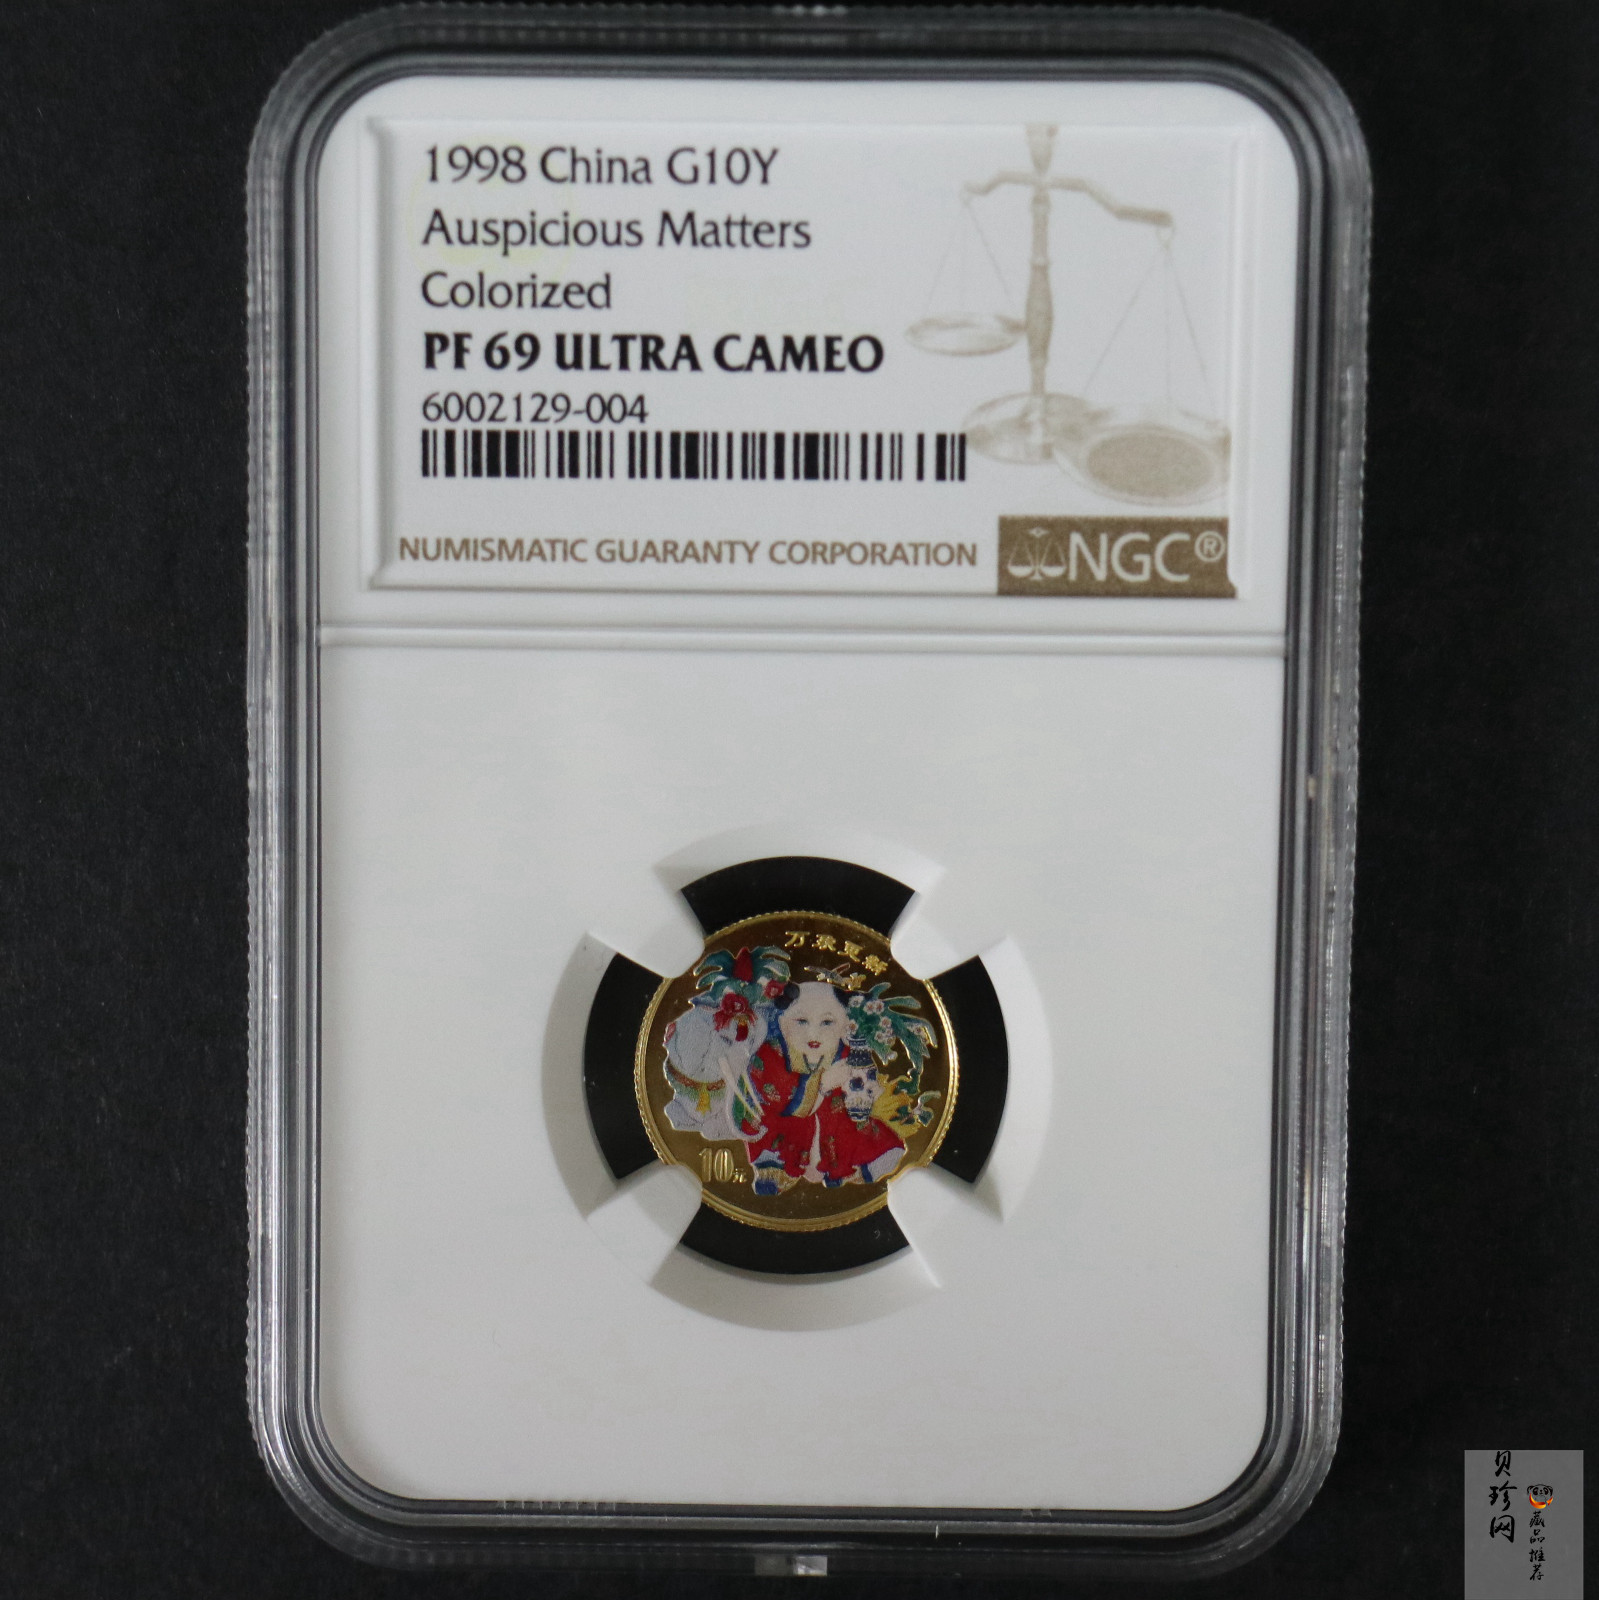 1998 China G10Y
Auspicious Matters
Colorized
PF 69 ULTRA CAMEO
6002129-004
NUMISMATIC GUARANTY CORPORATION
NGC®
万象更新
10元
贝珍网
藏品推荐